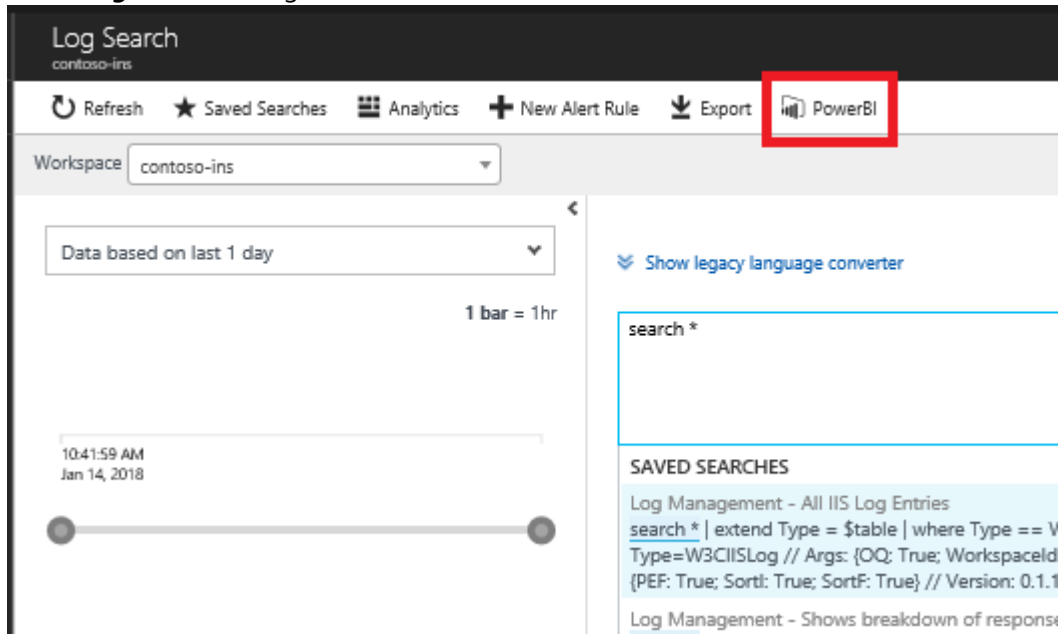 Log Search
contoso-ins
Refresh Saved Searches Analytics New Alert Rule Export PowerBI
Workspace contoso-ins
Data based on last 1 day
1 bar = 1hr
10:41:59 AM
Jan 14, 2018
Show legacy language converter
search *
SAVED SEARCHES
Log Management - All IIS Log Entries
search * | extend Type = $table | where Type ==
Type=W3CIISLog // Args: {OQ: True; WorkspaceId
{PEF: True; SortI: True; SortF: True} // Version: 0.1.1
Log Management - Shows breakdown of response